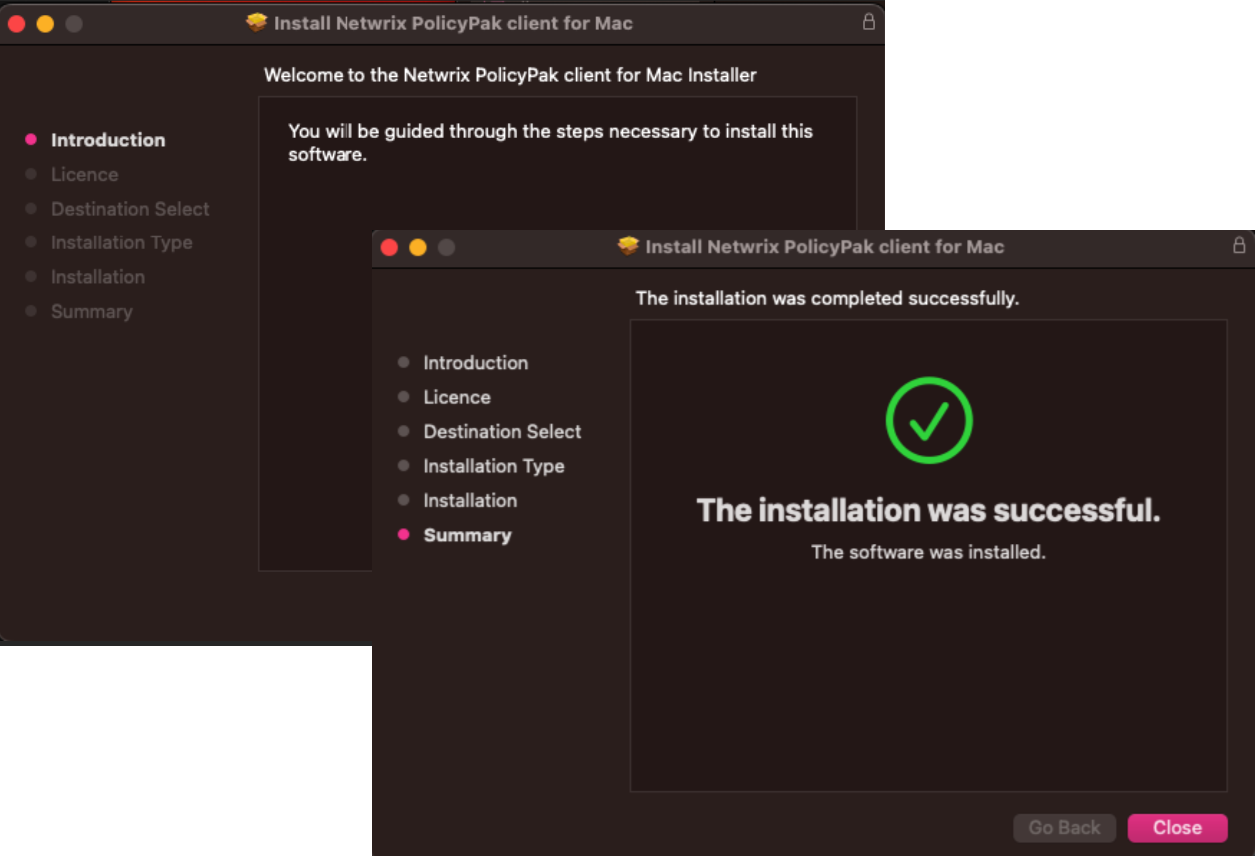 Install Netwrix PolicyPak client for Mac
Welcome to the Netwrix PolicyPak client for Mac Installer
Introduction
Licence
Destination Select
Installation Type
Installation
Summary
You will be guided through the steps necessary to install this
software.
Install Netwrix PolicyPak client for Mac
The installation was completed successfully.
Introduction
Licence
Destination Select
Installation Type
Installation
Summary
The installation was successful.
The software was installed.
Go Back
Close